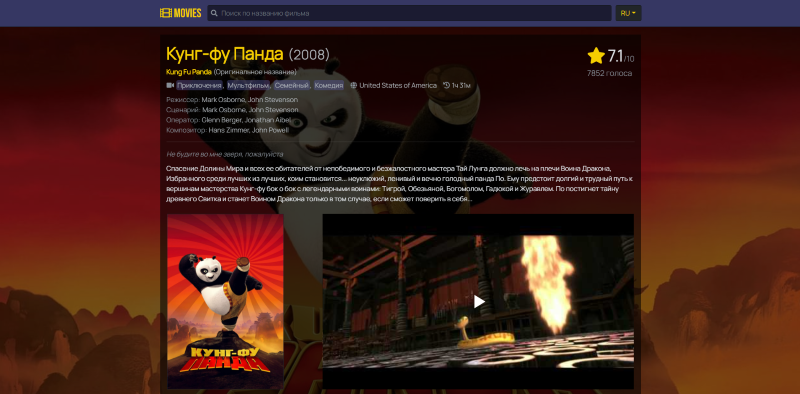 MOVIES
Поиск по названию фильма
RU
Кунг-фу Панда (2008)
7.1/10
Kung Fu Panda (Оригинальное название)
7852 голоса
Приключения, Мультфильм, Семейный, Комедия United States of America 1ч 31м
Режиссер: Mark Osborne, John Stevenson
Сценарий: Mark Osborne, John Stevenson
Оператор: Glenn Berger, Jonathan Aibel
Композитор: Hans Zimmer, John Powell
Не будите во мне зверя, пожалуйста
Спасение Долины Мира и всех ее обитателей от непобедимого и безжалостного мастера Тай Лунга должно лечь на плечи Воина Дракона,
Избранного среди лучших из лучших, коим становится… неуклюжий, ленивый и вечно голодный панда По. Ему предстоит долгий и трудный путь к
вершинам мастерства Кунг-фу бок о бок с легендарными воинами: Тигрой, Обезьяной, Богомолом, Гадюкой и Журавлем. По постигнет тайну
древнего Свитка и станет Воином Дракона только в том случае, если сможет поверить в себя…
КУНГ-ФУ
ПАНДА